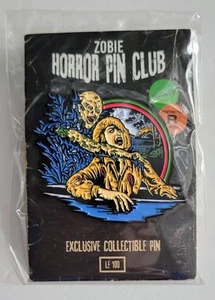 ZOBIE
HORROR PIN CLUB
EXCLUSIVE COLLECTIBLE PIN
LE 100